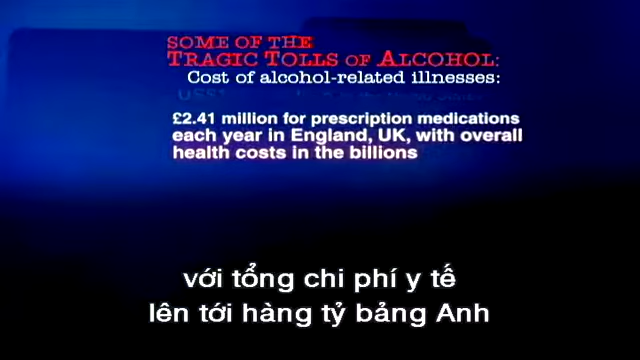 SOME OF THE
TRAGIC TOLLS OF ALCOHOL:
Cost of alcohol-related illnesses:
£2.41 million for prescription medications
each year in England, UK, with overall
health costs in the billions
với tổng chi phí y tế
lên tới hàng tỷ bảng Anh